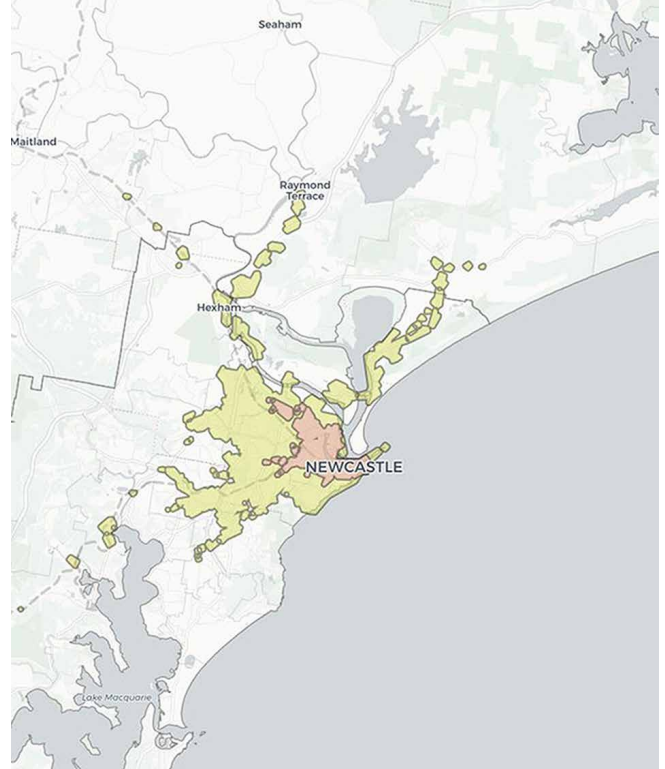 Seaham
Maitland
Raymond
Terrace
Hexham
NEWCASTLE
Lake Macquarie